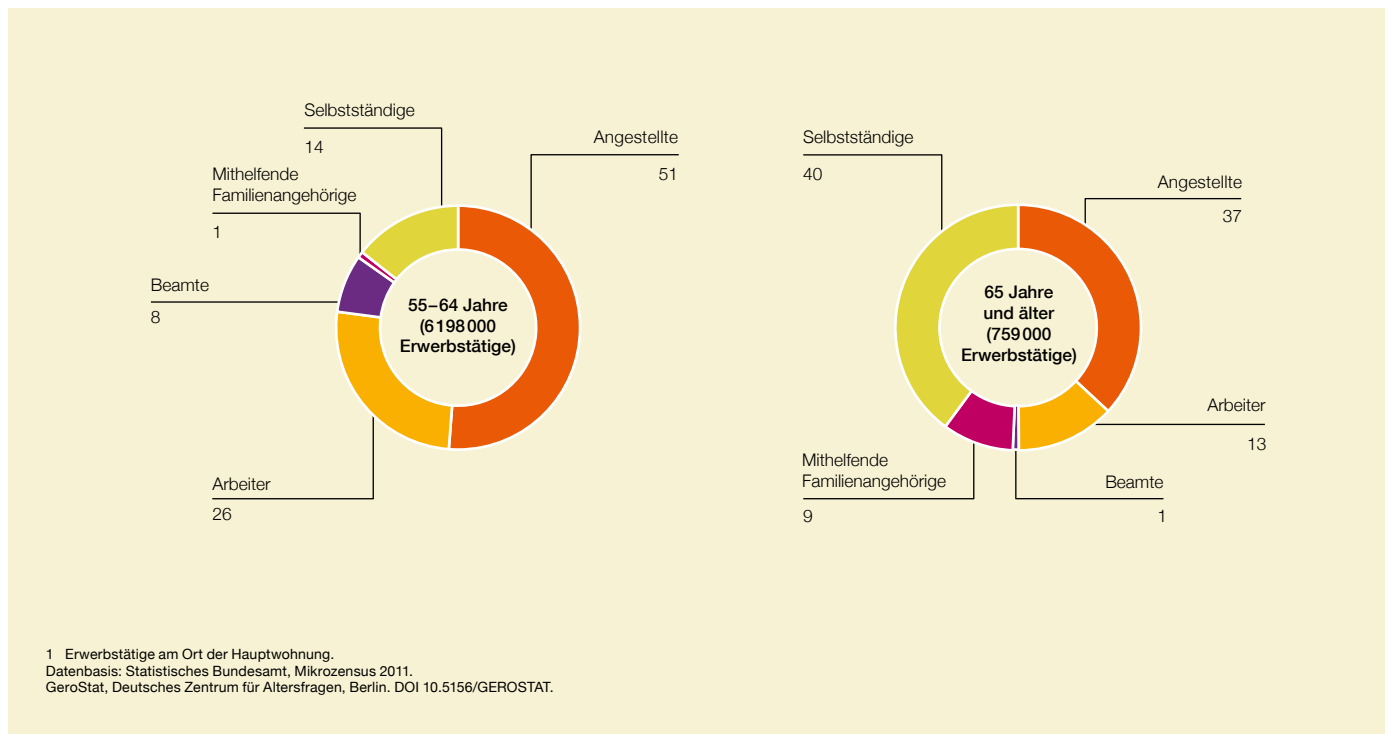 Selbstständige
14
Mithelfende
Familienangehörige
1
Beamte
8
Arbeiter
26
Angestellte
51
55–64 Jahre
(6198000
Erwerbstätige)
Selbstständige
40
Angestellte
37
65 Jahre
und älter
(759000
Erwerbstätige)
Arbeiter
13
Mithelfende
Familienangehörige
9
Beamte
1
1 Erwerbstätige am Ort der Hauptwohnung.
Datenbasis: Statistisches Bundesamt, Mikrozensus 2011.
GeroStat, Deutsches Zentrum für Altersfragen, Berlin. DOI 10.5156/GEROSTAT.